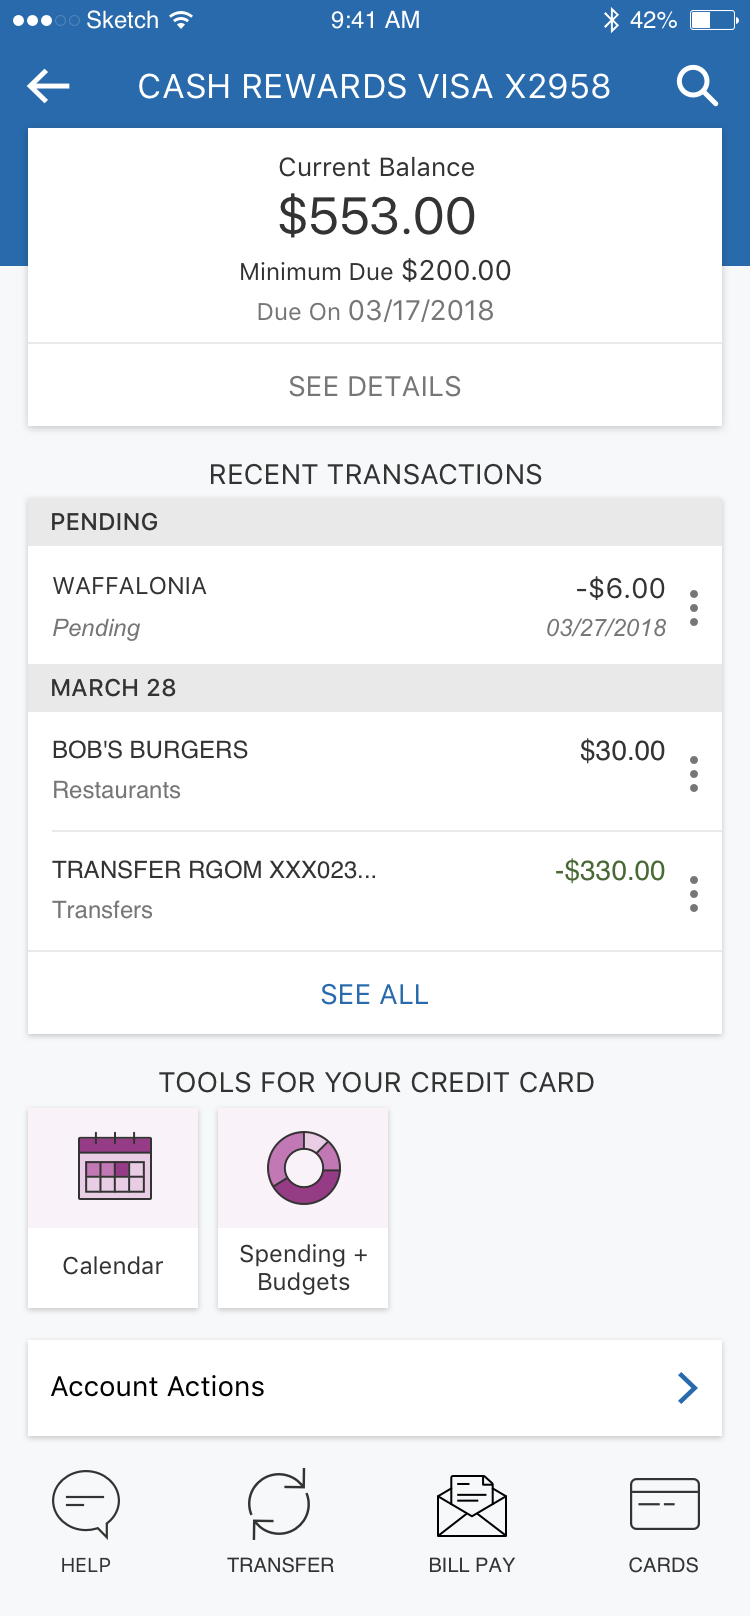 Sketch 9:41 AM 42%
CASH REWARDS VISA X2958
Current Balance
$553.00
Minimum Due $200.00
Due On 03/17/2018
SEE DETAILS
RECENT TRANSACTIONS
PENDING
WAFFALONIA -$6.00
Pending 03/27/2018
MARCH 28
BOB'S BURGERS $30.00
Restaurants
TRANSFER RGOM XXX023... -$330.00
Transfers
SEE ALL
TOOLS FOR YOUR CREDIT CARD
Calendar
Spending +
Budgets
Account Actions
HELP TRANSFER BILL PAY CARDS